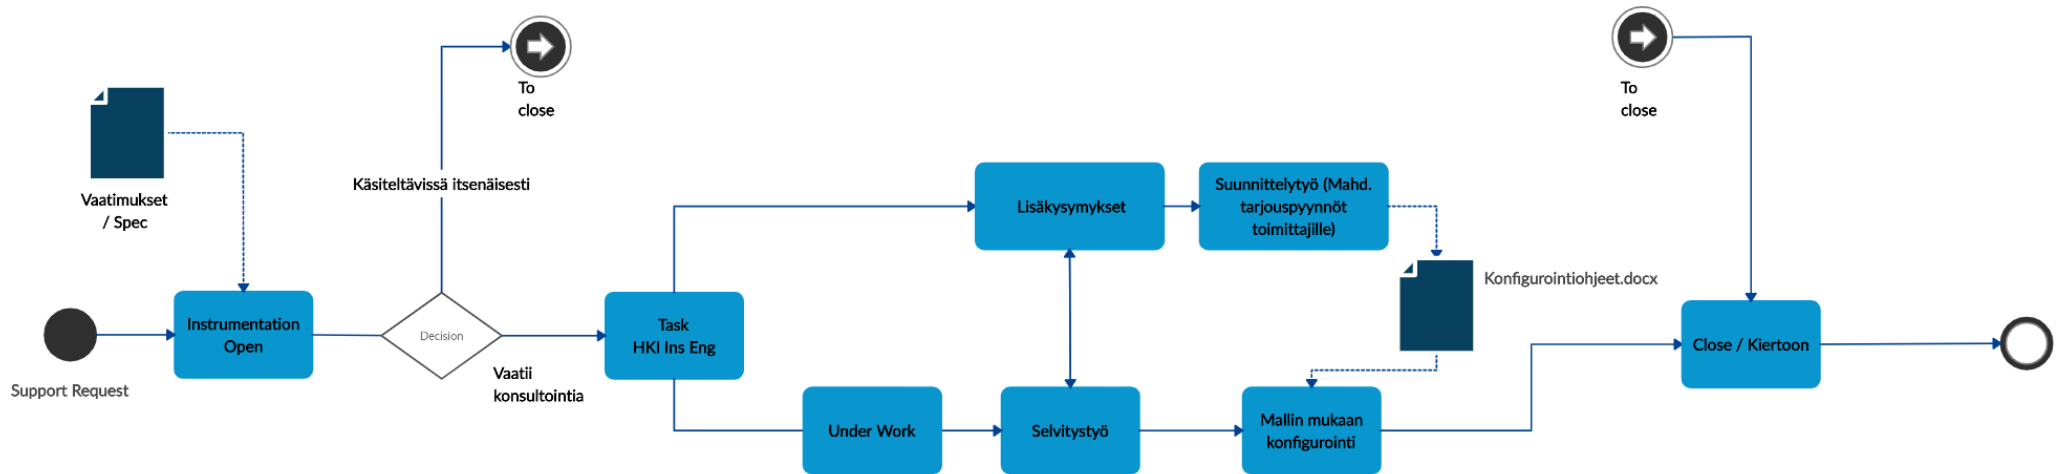 To
close
To
close
Käsiteltävissä itsenäisesti
Vaatimukset
/ Spec
Lisäkysymykset
Suunnittelytyö (Mahd.
tarjouspyynnöt
toimittajille)
Konfigurointiohjeet.docx
Instrumentation
Open
Decision
Task
HKI Ins Eng
Close / Kiertoon
Support Request
Vaatii
konsultointia
Under Work
Selvitystyö
Mallin mukaan
konfigurointi